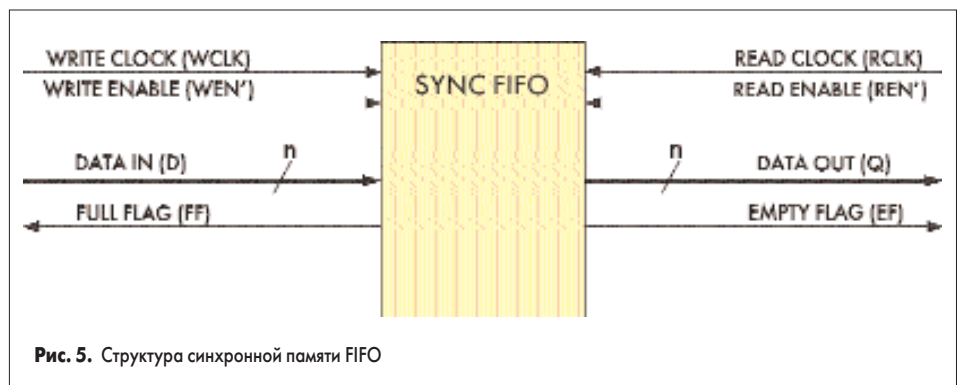 WRITE CLOCK (WCLK)
WRITE ENABLE (WEN')
SYNC FIFO
READ CLOCK (RCLK)
READ ENABLE (REN')
DATA IN (D)
n
n
DATA OUT (Q)
FULL FLAG (FF)
EMPTY FLAG (EF)
Рис. 5. Структура синхронной памяти FIFO